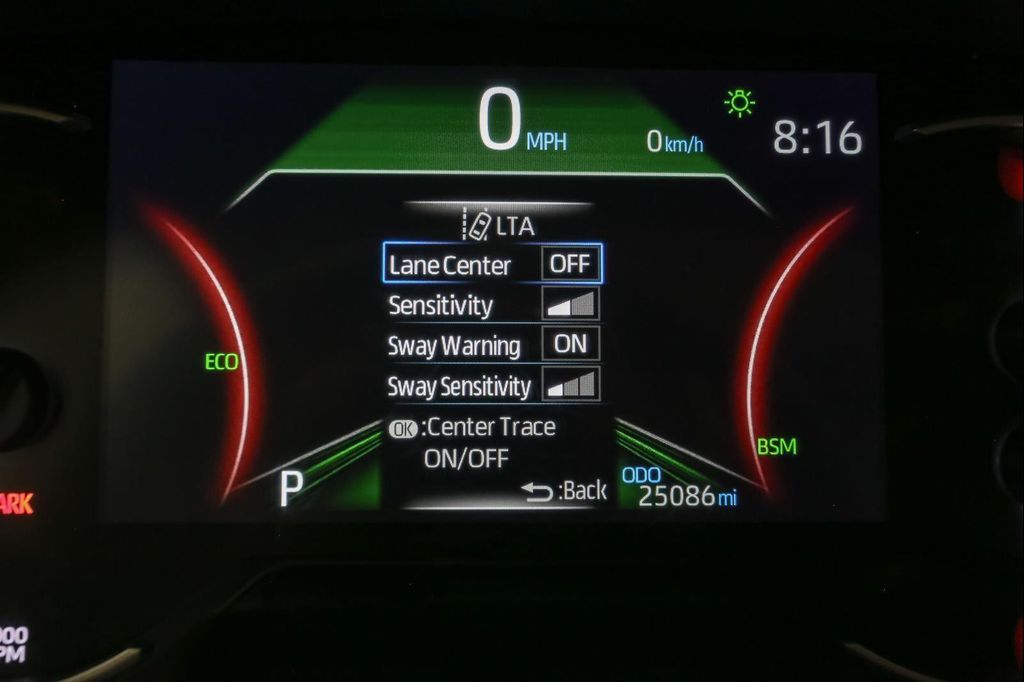 0 MPH
0 km/h
8:16
LTA
Lane Center OFF
Sensitivity
Sway Warning ON
Sway Sensitivity
ECO
OK :Center Trace
ON/OFF
BSM
P
:Back
ODO
25086 mi